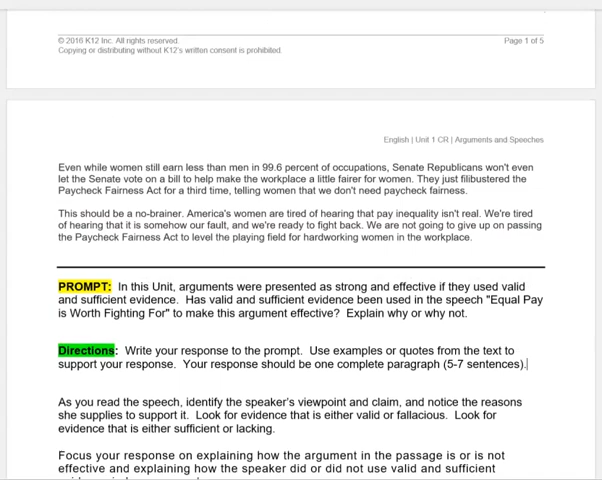 © 2016 K12 Inc. All rights reserved.
Page 1 of 5
Copying or distributing without K12's written consent is prohibited.
English | Unit 1 CR | Arguments and Speeches
Even while women still earn less than men in 99.6 percent of occupations, Senate Republicans won't even
let the Senate vote on a bill to help make the workplace a little fairer for women. They just filibustered the
Paycheck Fairness Act for a third time, telling women that we don't need paycheck fairness.
This should be a no-brainer. America's women are tired of hearing that pay inequality isn't real. We're tired
of hearing that it is somehow our fault, and we're ready to fight back. We are not going to give up on passing
the Paycheck Fairness Act to level the playing field for hardworking women in the workplace.
PROMPT: In this Unit, arguments were presented as strong and effective if they used valid
and sufficient evidence. Has valid and sufficient evidence been used in the speech "Equal Pay
is Worth Fighting For" to make this argument effective? Explain why or why not.
Directions: Write your response to the prompt. Use examples or quotes from the text to
support your response. Your response should be one complete paragraph (5-7 sentences).
As you read the speech, identify the speaker's viewpoint and claim, and notice the reasons
she supplies to support it. Look for evidence that is either valid or fallacious. Look for
evidence that is either sufficient or lacking.
Focus your response on explaining how the argument in the passage is or is not
effective and explaining how the speaker did or did not use valid and sufficient